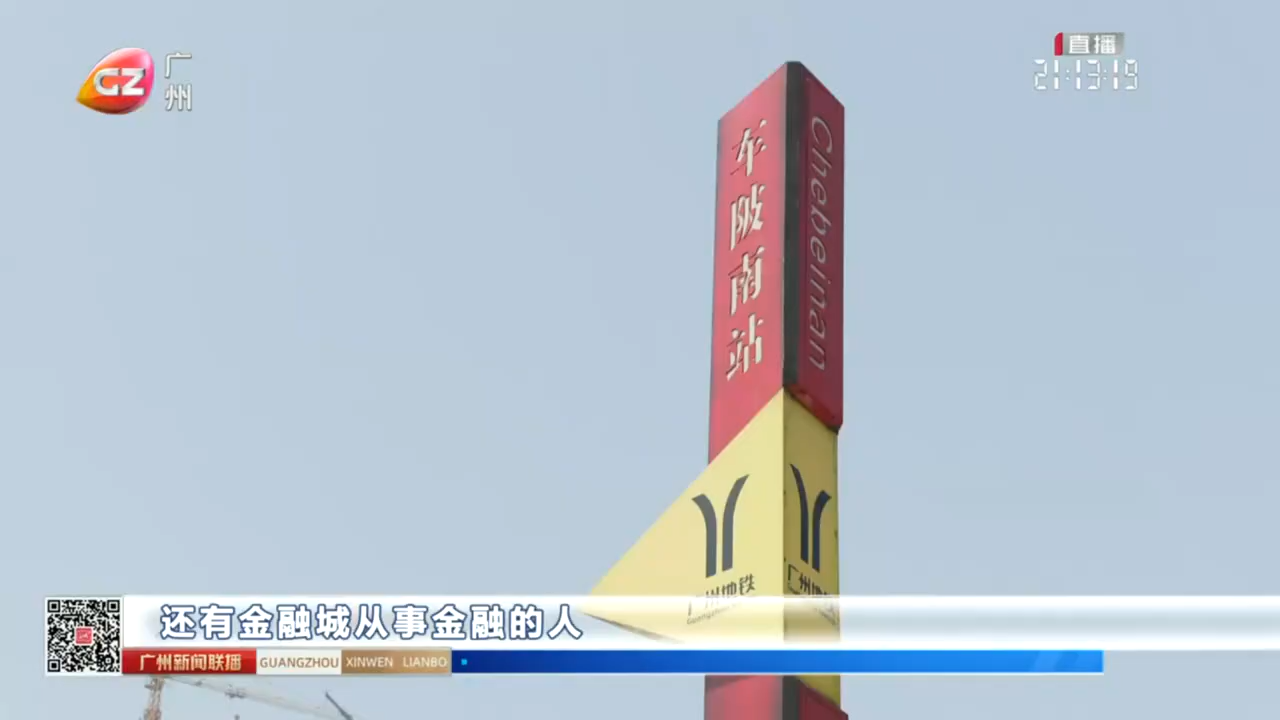 GZ
广州
直播
21:13:19
车陂南站
Chebeinan
广州地铁
广州地铁
还有金融城从事金融的人
广州新闻联播 GUANGZHOU XINWEN LIANBO